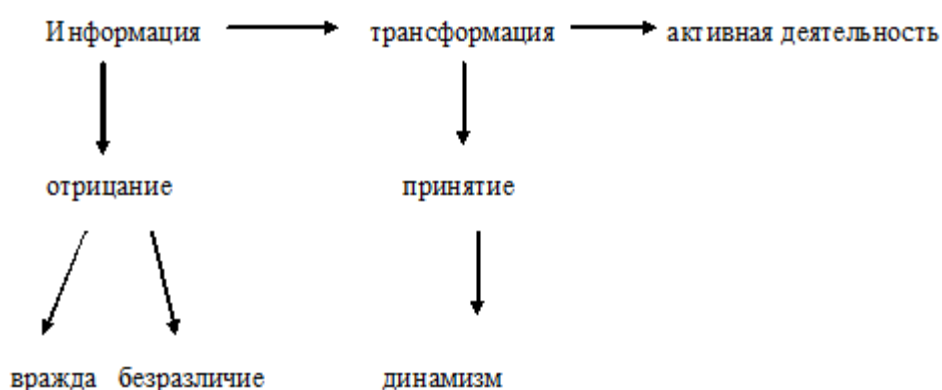 Информация трансформация активная деятельность
отрицание принятие
вражда безразличие динамизм